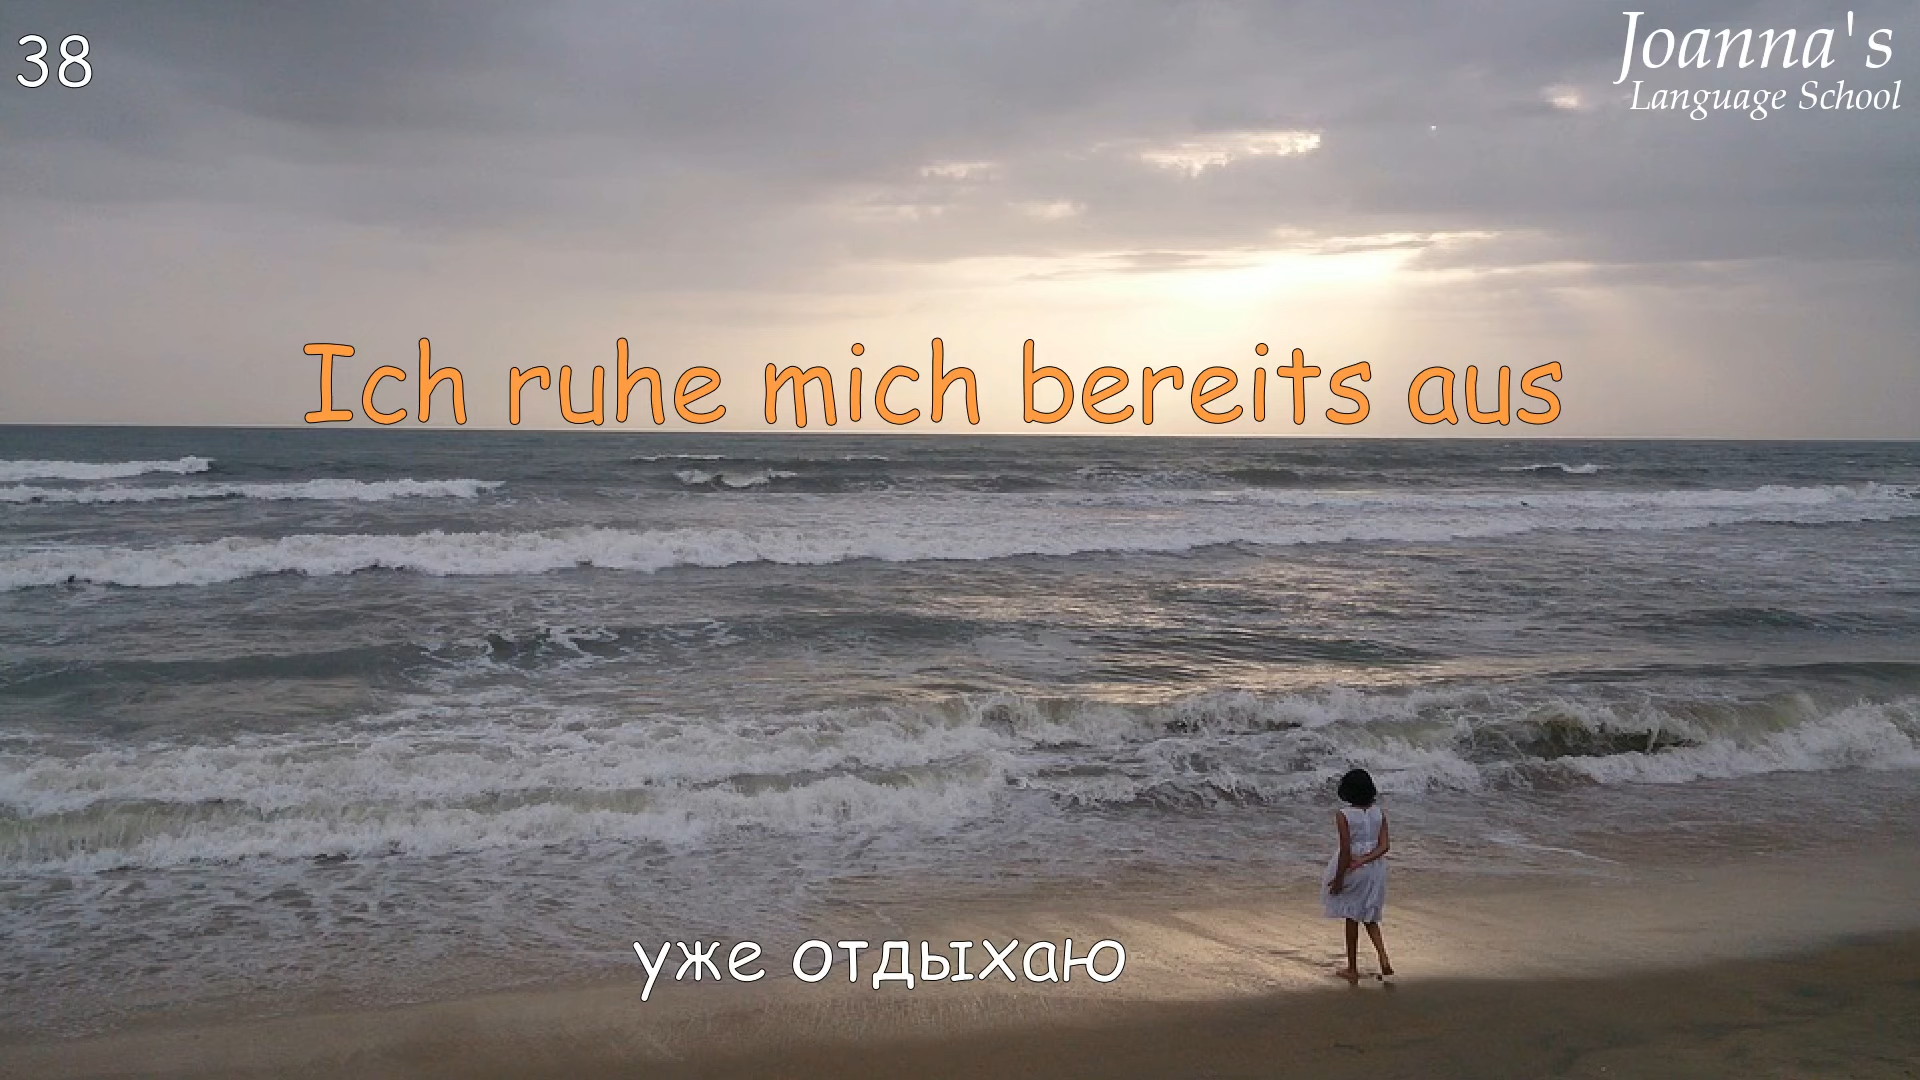 38
Joanna's
Language School
Ich ruhe mich bereits aus
уже отдыхаю